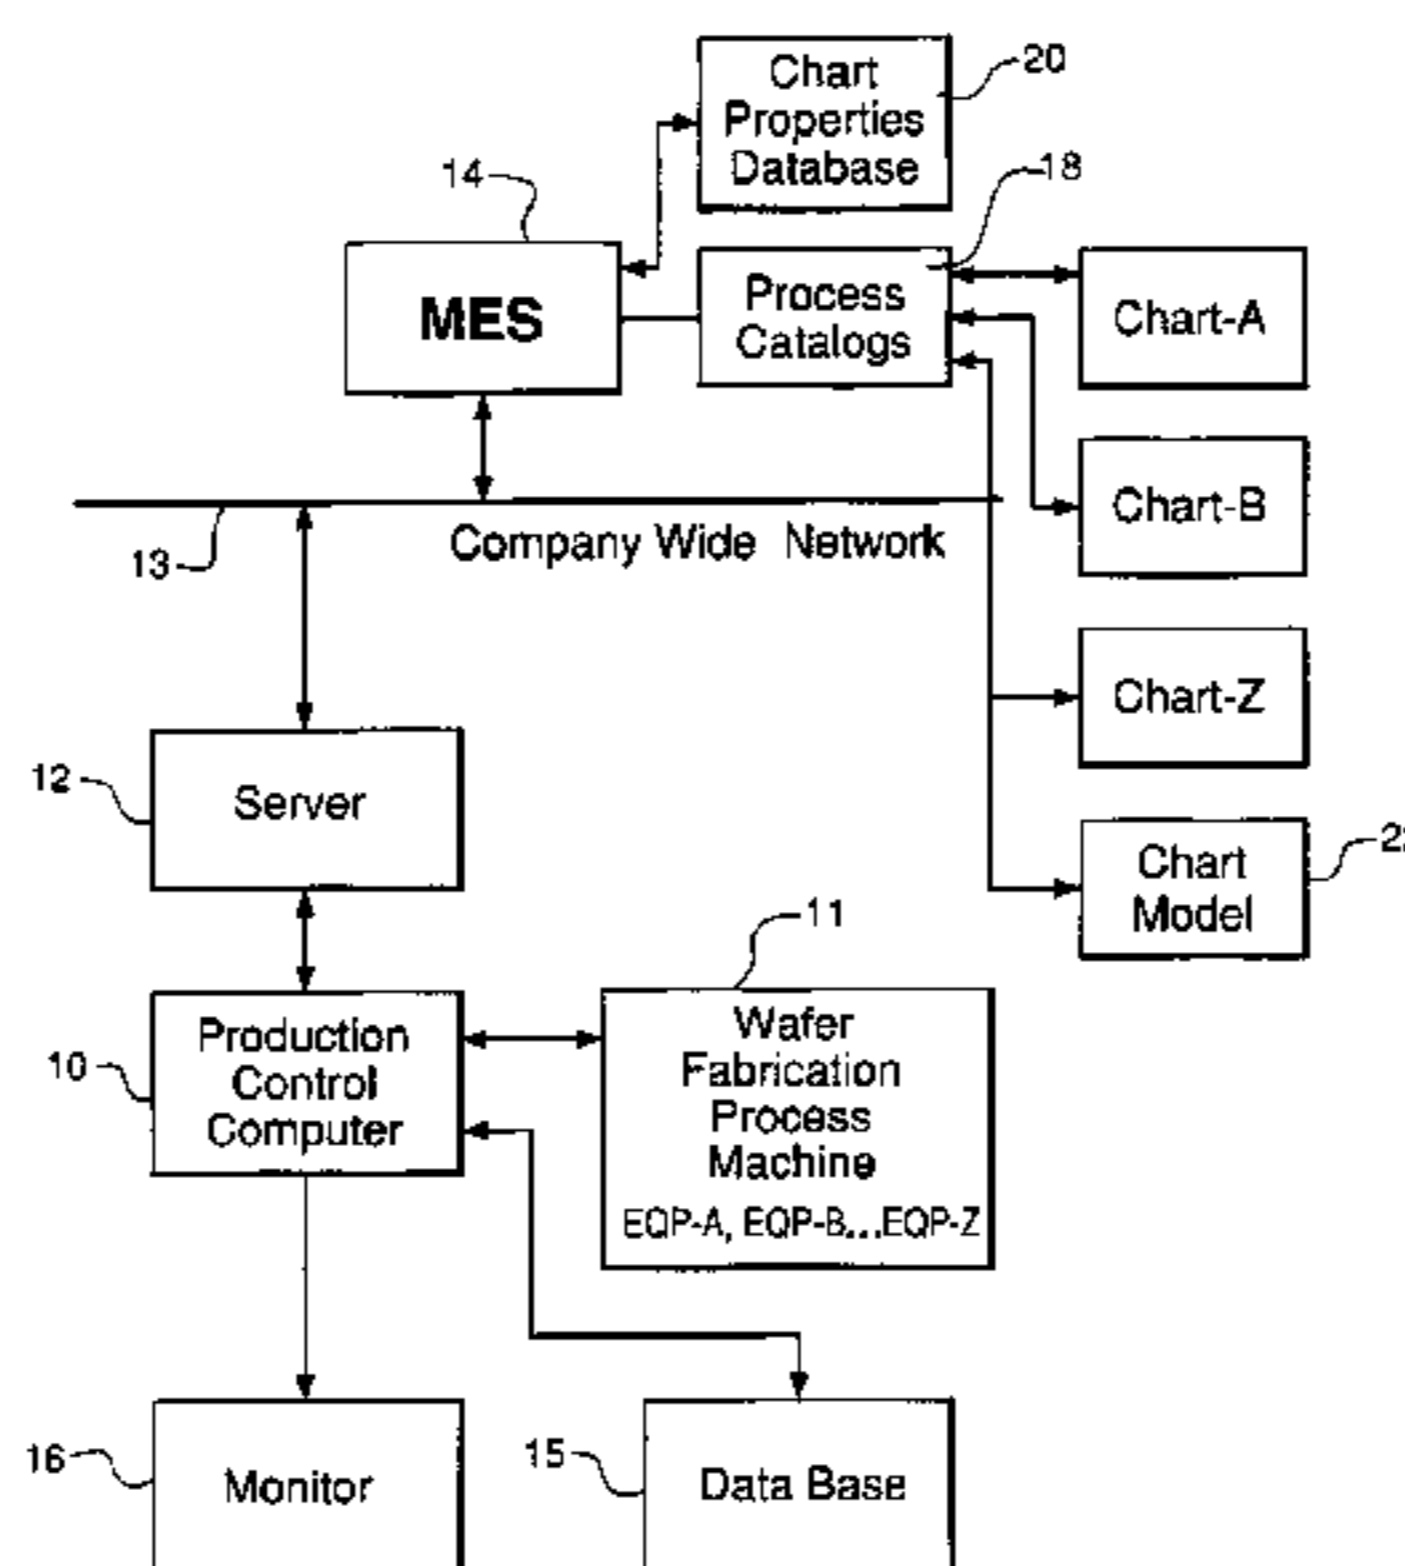 Chart
Properties
Database
20
14
18
MES
Process
Catalogs
Chart-A
Company Wide Network
13
Chart-B
Chart-Z
12
Server
Chart
Model
11
10
Production
Control
Computer
Wafer
Fabrication
Process
Machine
EQP-A, EQP-B...EQP-Z
16
Monitor
15
Data Base